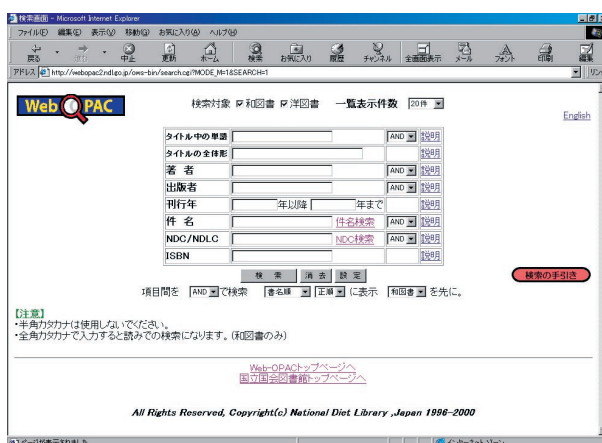 検索画面 - Microsoft Internet Explorer
ファイル(F) 編集(E) 表示(V) 移動(G) お気に入り(A) ヘルプ(H)
戻る 中止 更新 ホーム 検索 お気に入り 履歴 チャンネル 全画面表示 メール フォント 印刷 編集
アドレス http://webopac2.ndl.go.jp/ows-bin/search.cgi?MODE_M=1&SEARCH=1
Web OPAC
検索対象 和図書 洋図書 一覧表示件数 20件
English
タイトル中の単語 AND 説明
タイトルの全体形 説明
著 者 AND 説明
出版者 AND 説明
刊行年 年以降 年まで 説明
件 名 件名検索 AND 説明
NDC/NDLC NDC検索 AND 説明
ISBN 説明
検 索 消 去 設 定
検索の手引き
項目間を AND で検索 書名順 正順 に表示 和図書 を先に。
【注意】
・半角カタカナは使用しないでください。
・全角カタカナで入力すると読みでの検索になります。(和図書のみ)
Web-OPACトップページへ
国立国会図書館トップページへ
All Rights Reserved, Copyright(c) National Diet Library ,Japan 1996-2000
ページが表示されました